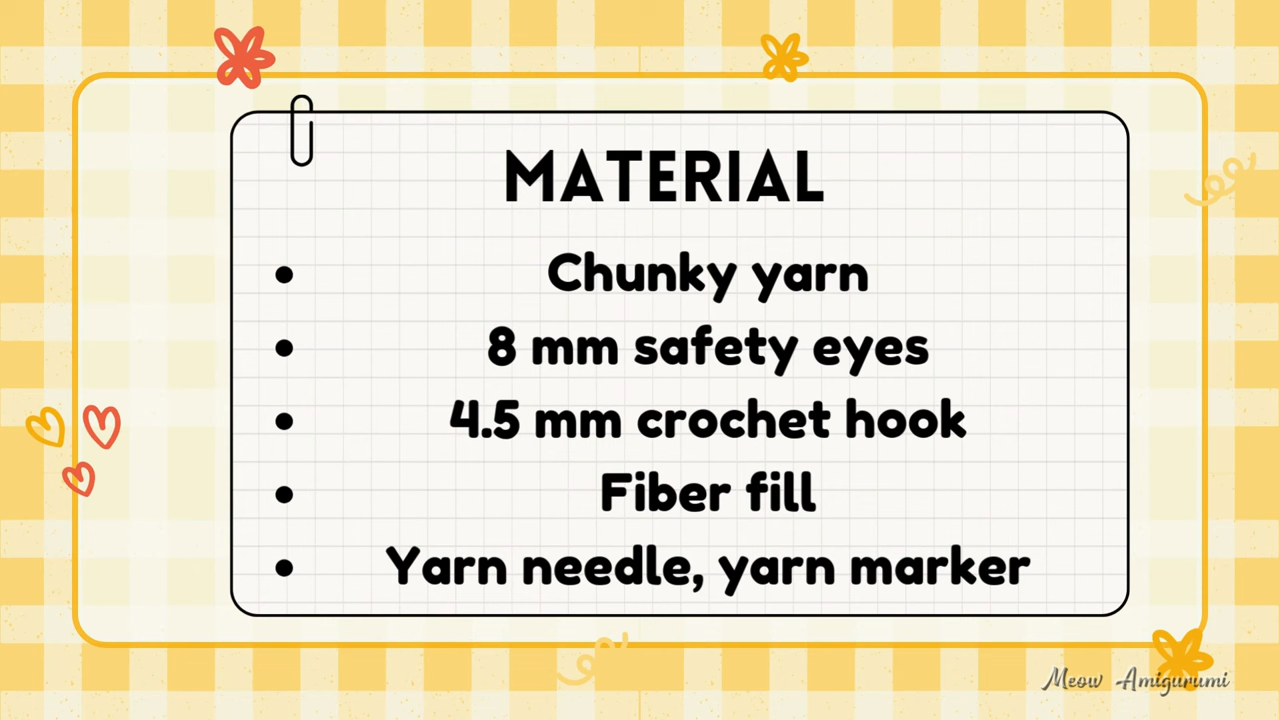 MATERIAL
• Chunky yarn
• 8 mm safety eyes
• 4.5 mm crochet hook
• Fiber fill
• Yarn needle, yarn marker
Meow Amigurumi